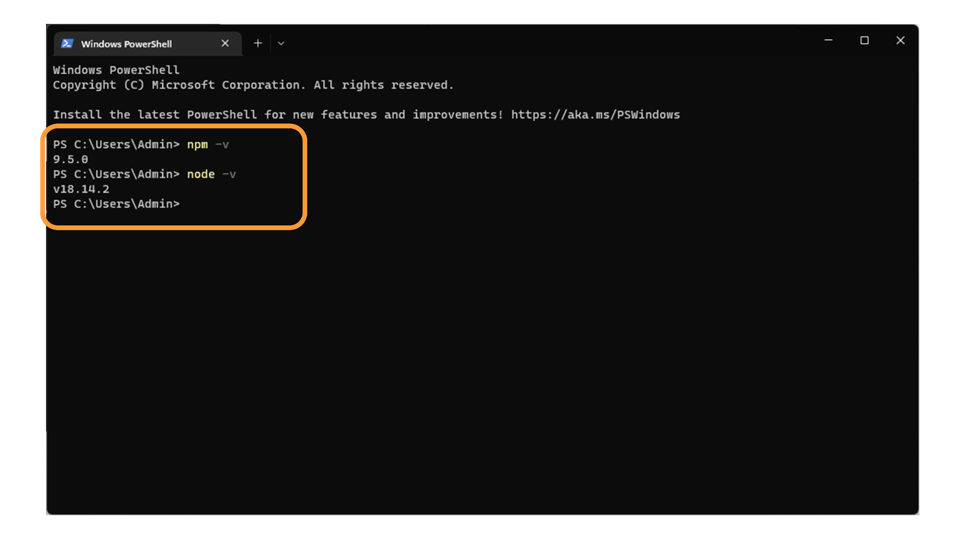 Windows PowerShell
Windows PowerShell
Copyright (C) Microsoft Corporation. All rights reserved.
Install the latest PowerShell for new features and improvements! https://aka.ms/PSWindows
PS C:\Users\Admin> npm -v
9.5.0
PS C:\Users\Admin> node -v
v18.14.2
PS C:\Users\Admin>